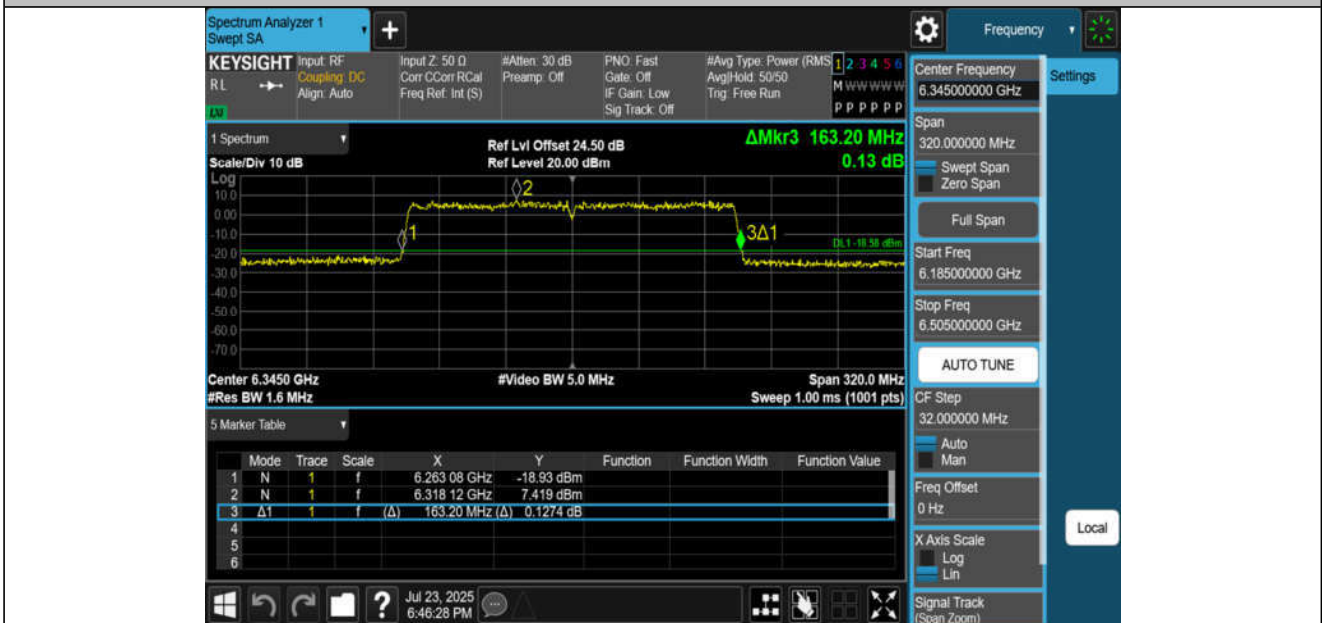 Spectrum Analyzer 1
Swept SA
+
Frequency
KEYSIGHT
RL
Input: RF
Coupling: DC
Align: Auto
Input Z: 50 Ω
Corr CCorr RCal
Freq Ref: Int (S)
#Atten: 30 dB
Preamp: Off
PNO: Fast
Gate: Off
IF Gain: Low
Sig Track: Off
#Avg Type: Power (RMS
Avg|Hold: 50/50
Trig: Free Run
1 2 3 4 5 6
M W W W W W
P P P P P P
1 Spectrum
Scale/Div 10 dB
Ref Lvl Offset 24.50 dB
Ref Level 20.00 dBm
ΔMkr3 163.20 MHz
0.13 dB
Log
10.0
0.00
-10.0
-20.0
-30.0
-40.0
-50.0
-60.0
-70.0
1
2
3Δ1
DL1 -18.58 dBm
Center 6.3450 GHz
#Res BW 1.6 MHz
#Video BW 5.0 MHz
Span 320.0 MHz
Sweep 1.00 ms (1001 pts)
5 Marker Table
Mode Trace Scale X Y Function Function Width Function Value
1 N 1 f 6.263 08 GHz -18.93 dBm
2 N 1 f 6.318 12 GHz 7.419 dBm
3 Δ1 1 f (Δ) 163.20 MHz (Δ) 0.1274 dB
4
5
6
?
Jul 23, 2025
6:46:28 PM
Center Frequency
6.345000000 GHz
Span
320.000000 MHz
Swept Span
Zero Span
Full Span
Start Freq
6.185000000 GHz
Stop Freq
6.505000000 GHz
AUTO TUNE
CF Step
32.000000 MHz
Auto
Man
Freq Offset
0 Hz
X Axis Scale
Log
Lin
Signal Track
(Span Zoom)
Settings
Local